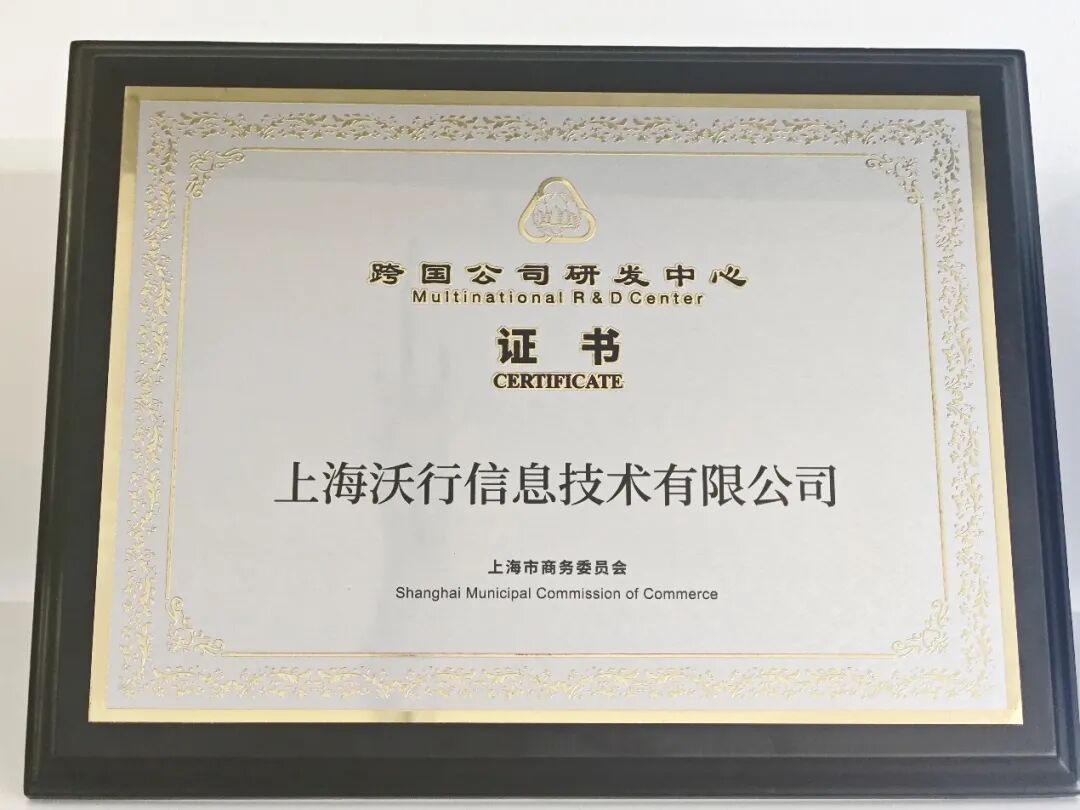 跨国公司研发中心
Multinational R & D Center
证书
CERTIFICATE
上海沃行信息技术有限公司
上海市商务委员会
Shanghai Municipal Commission of Commerce